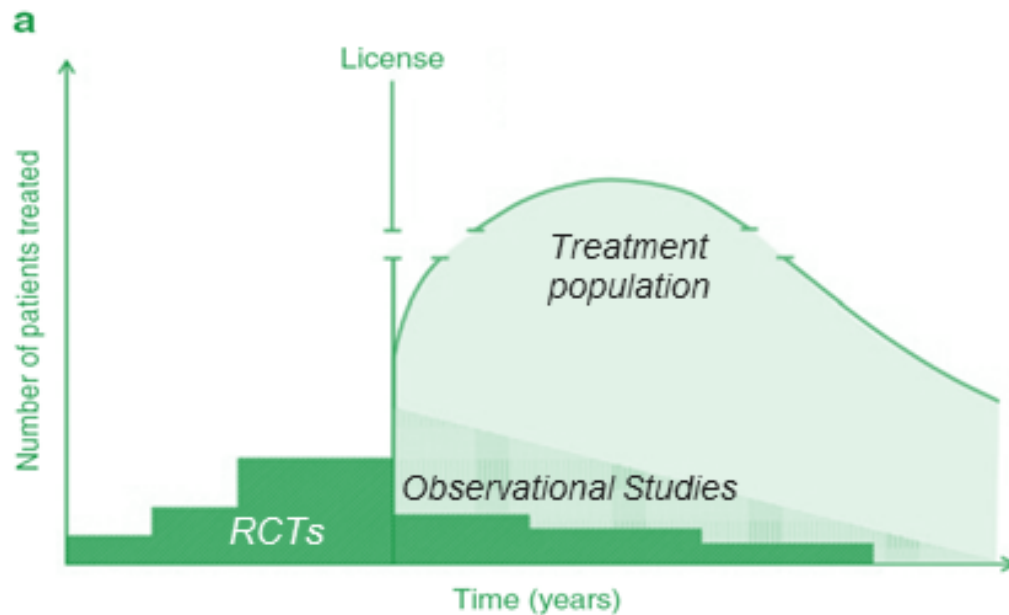 a
License
Number of patients treated
Treatment
population
Observational Studies
RCTs
Time (years)